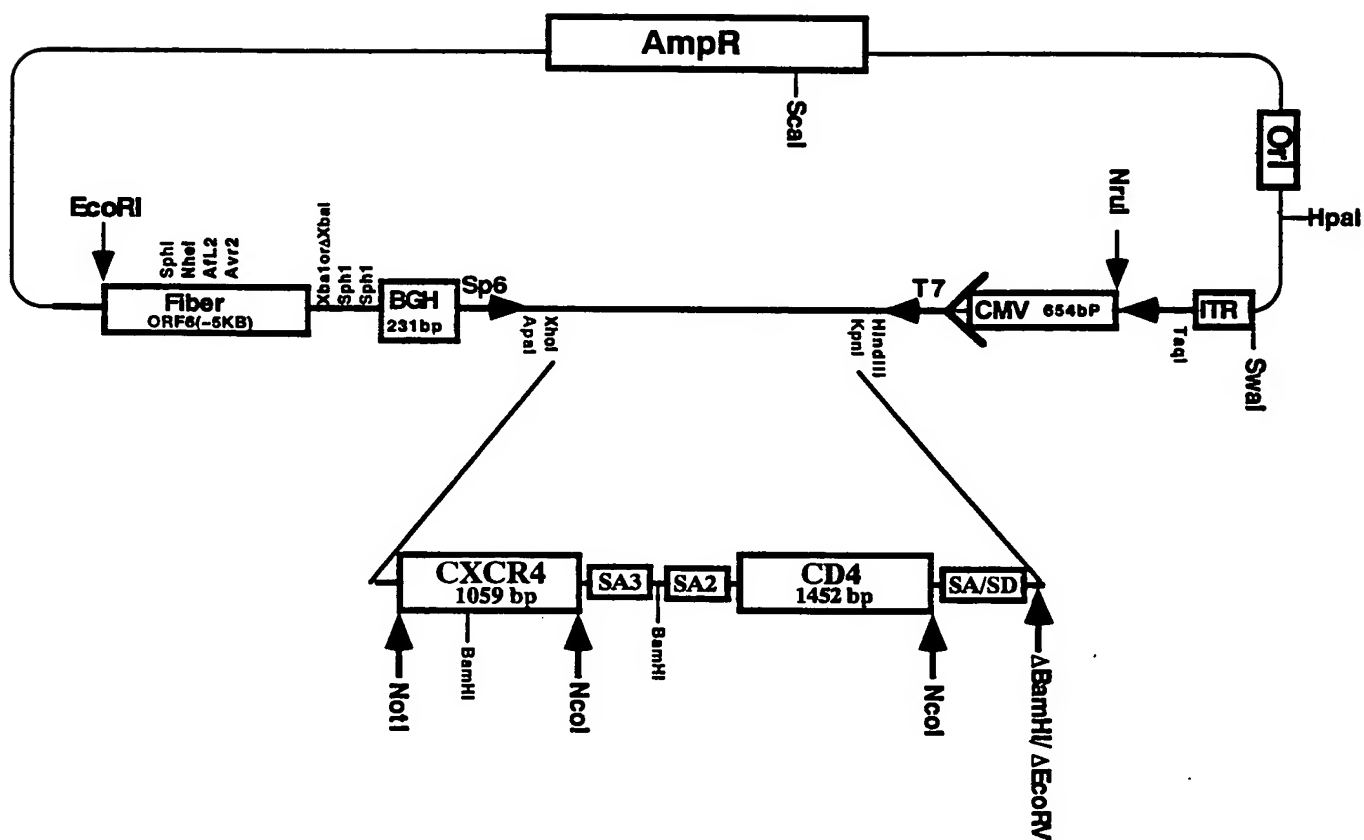 AmpR
ScaI
OrI
HpaI
NruI
EcoRI
SphI
NheI
AfL2
Avr2
Xba1orΔXbaI
Sph1
Sph1
Fiber
ORF6(~5KB)
BGH
231bp
Sp6
ApaI
XhoI
KpnI
HindIII
T7
CMV 654bP
TaqI
ITR
SwaI
CXCR4
1059 bp
SA3
SA2
CD4
1452 bp
SA/SD
BamHI
BamHI
NotI
NcoI
NcoI
ΔBamHI/ ΔEcoRV